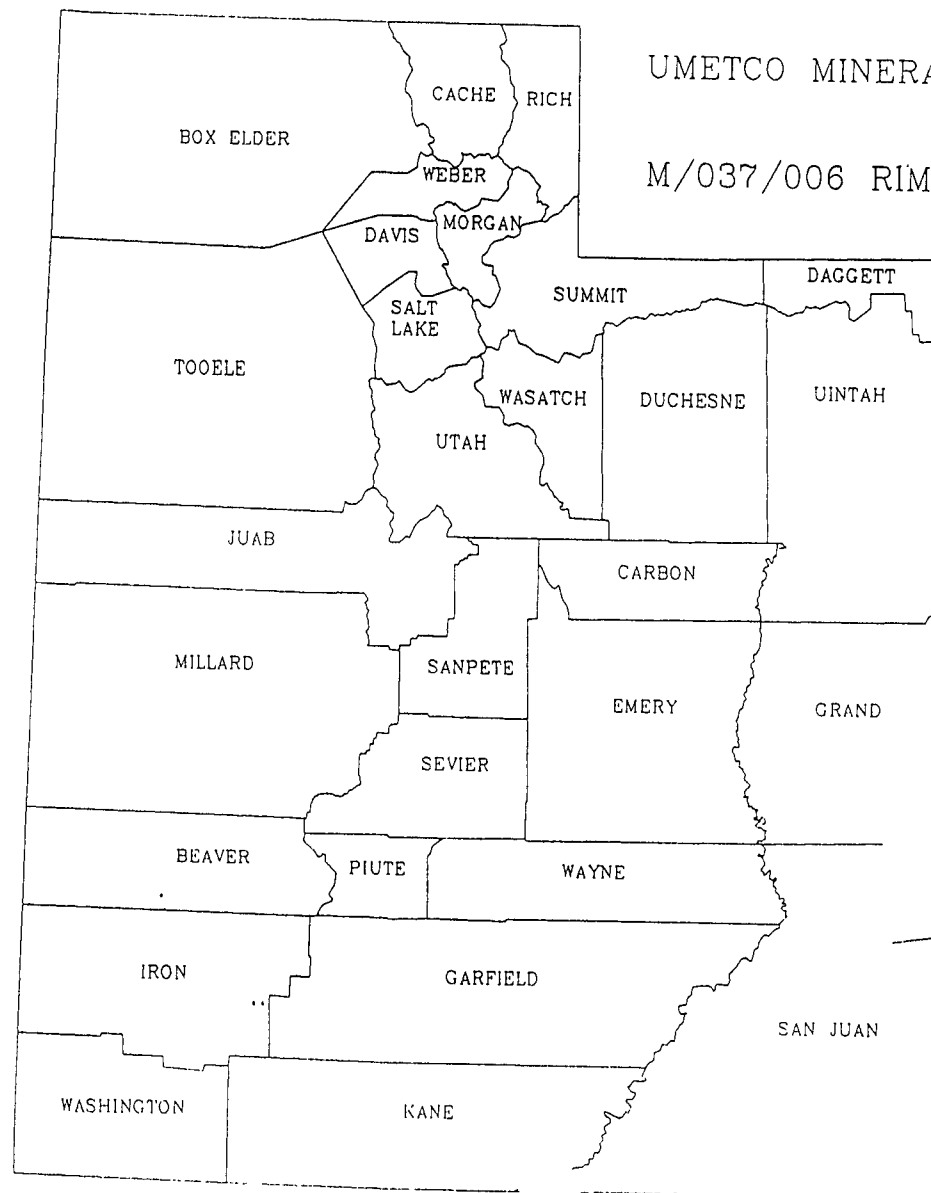 UMETCO MINERA
M/037/006 RIM
CACHE
RICH
BOX ELDER
WEBER
MORGAN
DAVIS
DAGGETT
SUMMIT
SALT
LAKE
TOOELE
WASATCH
DUCHESNE
UINTAH
UTAH
JUAB
CARBON
MILLARD
SANPETE
EMERY
GRAND
SEVIER
BEAVER
PIUTE
WAYNE
IRON
GARFIELD
SAN JUAN
WASHINGTON
KANE